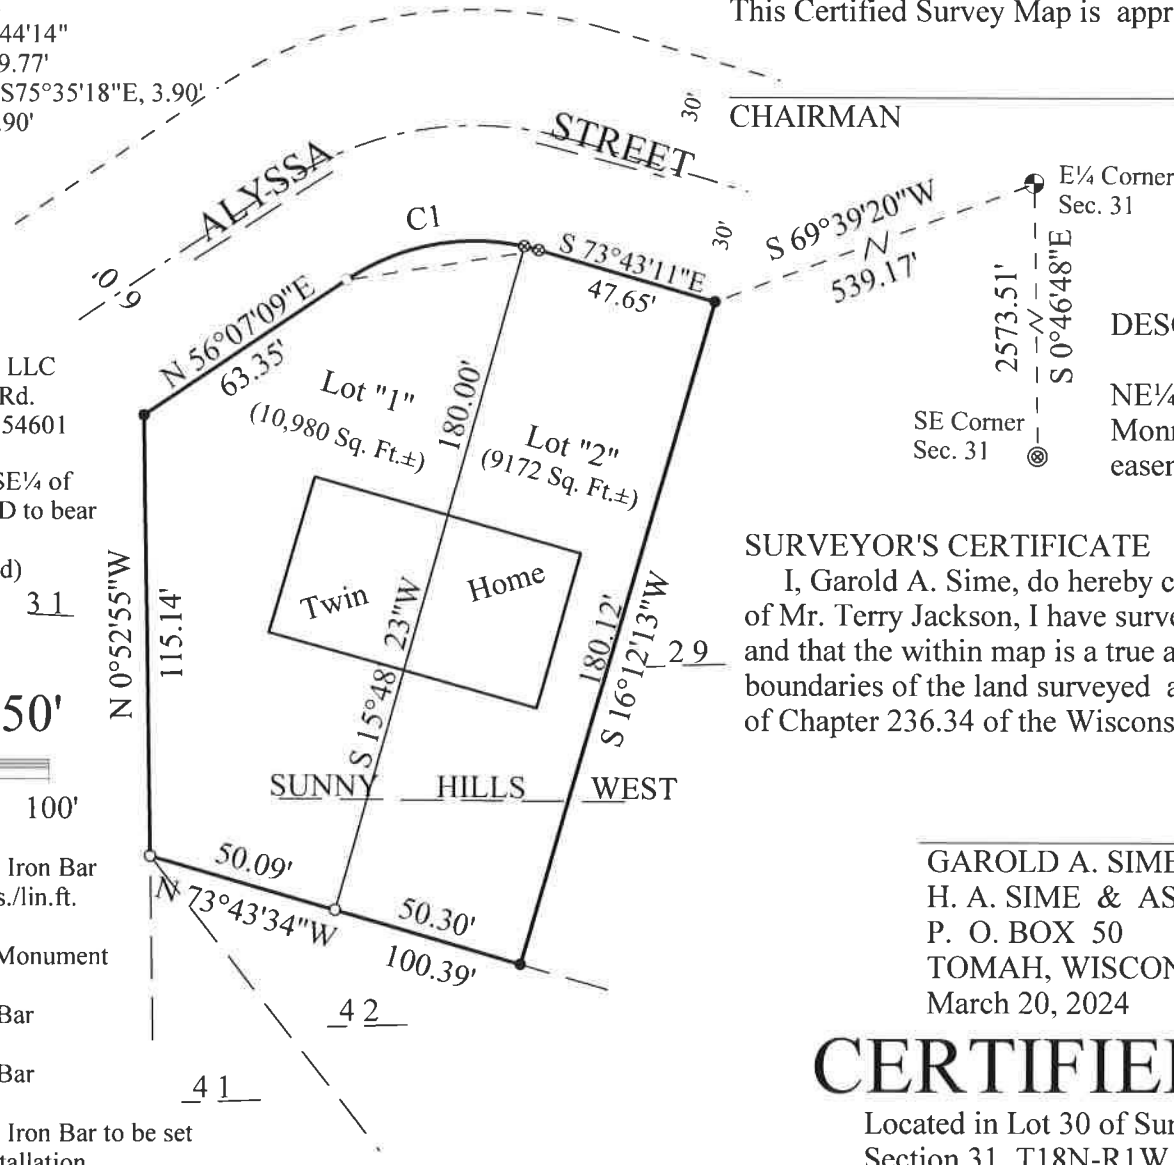 This Certified Survey Map is appr
44'14"
9.77'
S75°35'18"E, 3.90'
.90'
30'
CHAIRMAN
STREET
ALYSSA
E¼ Corner
Sec. 31
C1
S 69°39'20"W
539.17'
30'
S 73°43'11"E
47.65'
60'
N 56°07'09"E
63.35'
2573.51'
S 0°46'48"E
DESC
LLC
Rd.
54601
NE¼
Mon
easer
Lot "1"
(10,980 Sq. Ft.±)
180.00'
Lot "2"
(9172 Sq. Ft.±)
SE Corner
Sec. 31
SE¼ of
D to bear
d)
31
N 0°52'55"W
115.14'
Twin
Home
S 15°48 23"W
180.12'
S 16°12'13"W
29
SURVEYOR'S CERTIFICATE
I, Garold A. Sime, do hereby c
of Mr. Terry Jackson, I have surve
and that the within map is a true a
boundaries of the land surveyed a
of Chapter 236.34 of the Wiscons
50'
100'
SUNNY HILLS WEST
Iron Bar
s./lin.ft.
50.09'
N 73°43'34"W
50.30'
100.39'
Monument
42
Bar
Bar
41
Iron Bar to be set
tallation
GAROLD A. SIME
H. A. SIME & AS
P. O. BOX 50
TOMAH, WISCON
March 20, 2024
CERTIFIE
Located in Lot 30 of Sun
Section 31, T18N-R1W